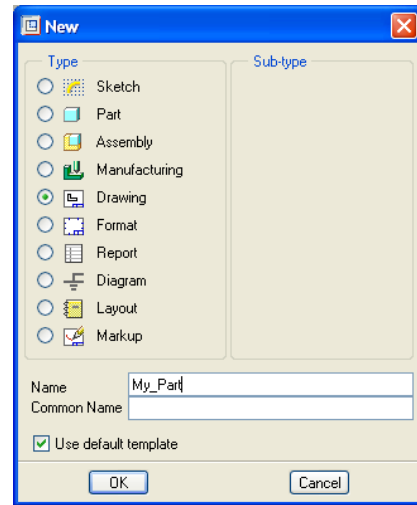 New
Type
Sub-type
Sketch
Part
Assembly
Manufacturing
Drawing
Format
Report
Diagram
Layout
Markup
Name My_Part
Common Name
Use default template
OK Cancel